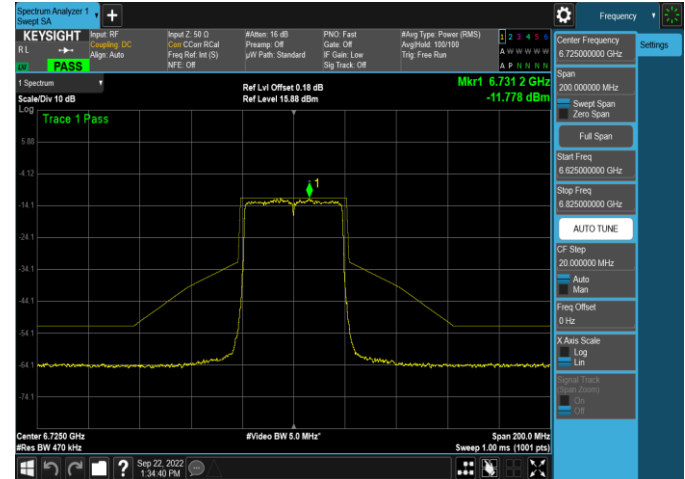 Spectrum Analyzer 1
Swept SA
+
Frequency
KEYSIGHT
RL
PASS
Input: RF
Coupling: DC
Align: Auto
Input Z: 50 Ω
Corr CCorr RCal
Freq Ref: Int (S)
NFE: Off
#Atten: 16 dB
Preamp: Off
µW Path: Standard
PNO: Fast
Gate: Off
IF Gain: Low
Sig Track: Off
#Avg Type: Power (RMS)
Avg|Hold: 100/100
Trig: Free Run
1 2 3 4 5 6
A W W W W W
A P N N N N
1 Spectrum
Scale/Div 10 dB
Log
Ref Lvl Offset 0.18 dB
Ref Level 15.88 dBm
Mkr1 6.731 2 GHz
-11.778 dBm
Trace 1 Pass
1
5.88
-4.12
-14.1
-24.1
-34.1
-44.1
-54.1
-64.1
-74.1
Center 6.7250 GHz
#Res BW 470 kHz
#Video BW 5.0 MHz*
Span 200.0 MHz
Sweep 1.00 ms (1001 pts)
Sep 22, 2022
1:34:40 PM
?
Center Frequency
6.725000000 GHz
Settings
Span
200.000000 MHz
Swept Span
Zero Span
Full Span
Start Freq
6.625000000 GHz
Stop Freq
6.825000000 GHz
AUTO TUNE
CF Step
20.000000 MHz
Auto
Man
Freq Offset
0 Hz
X Axis Scale
Log
Lin
Signal Track
(Span Zoom)
On
Off